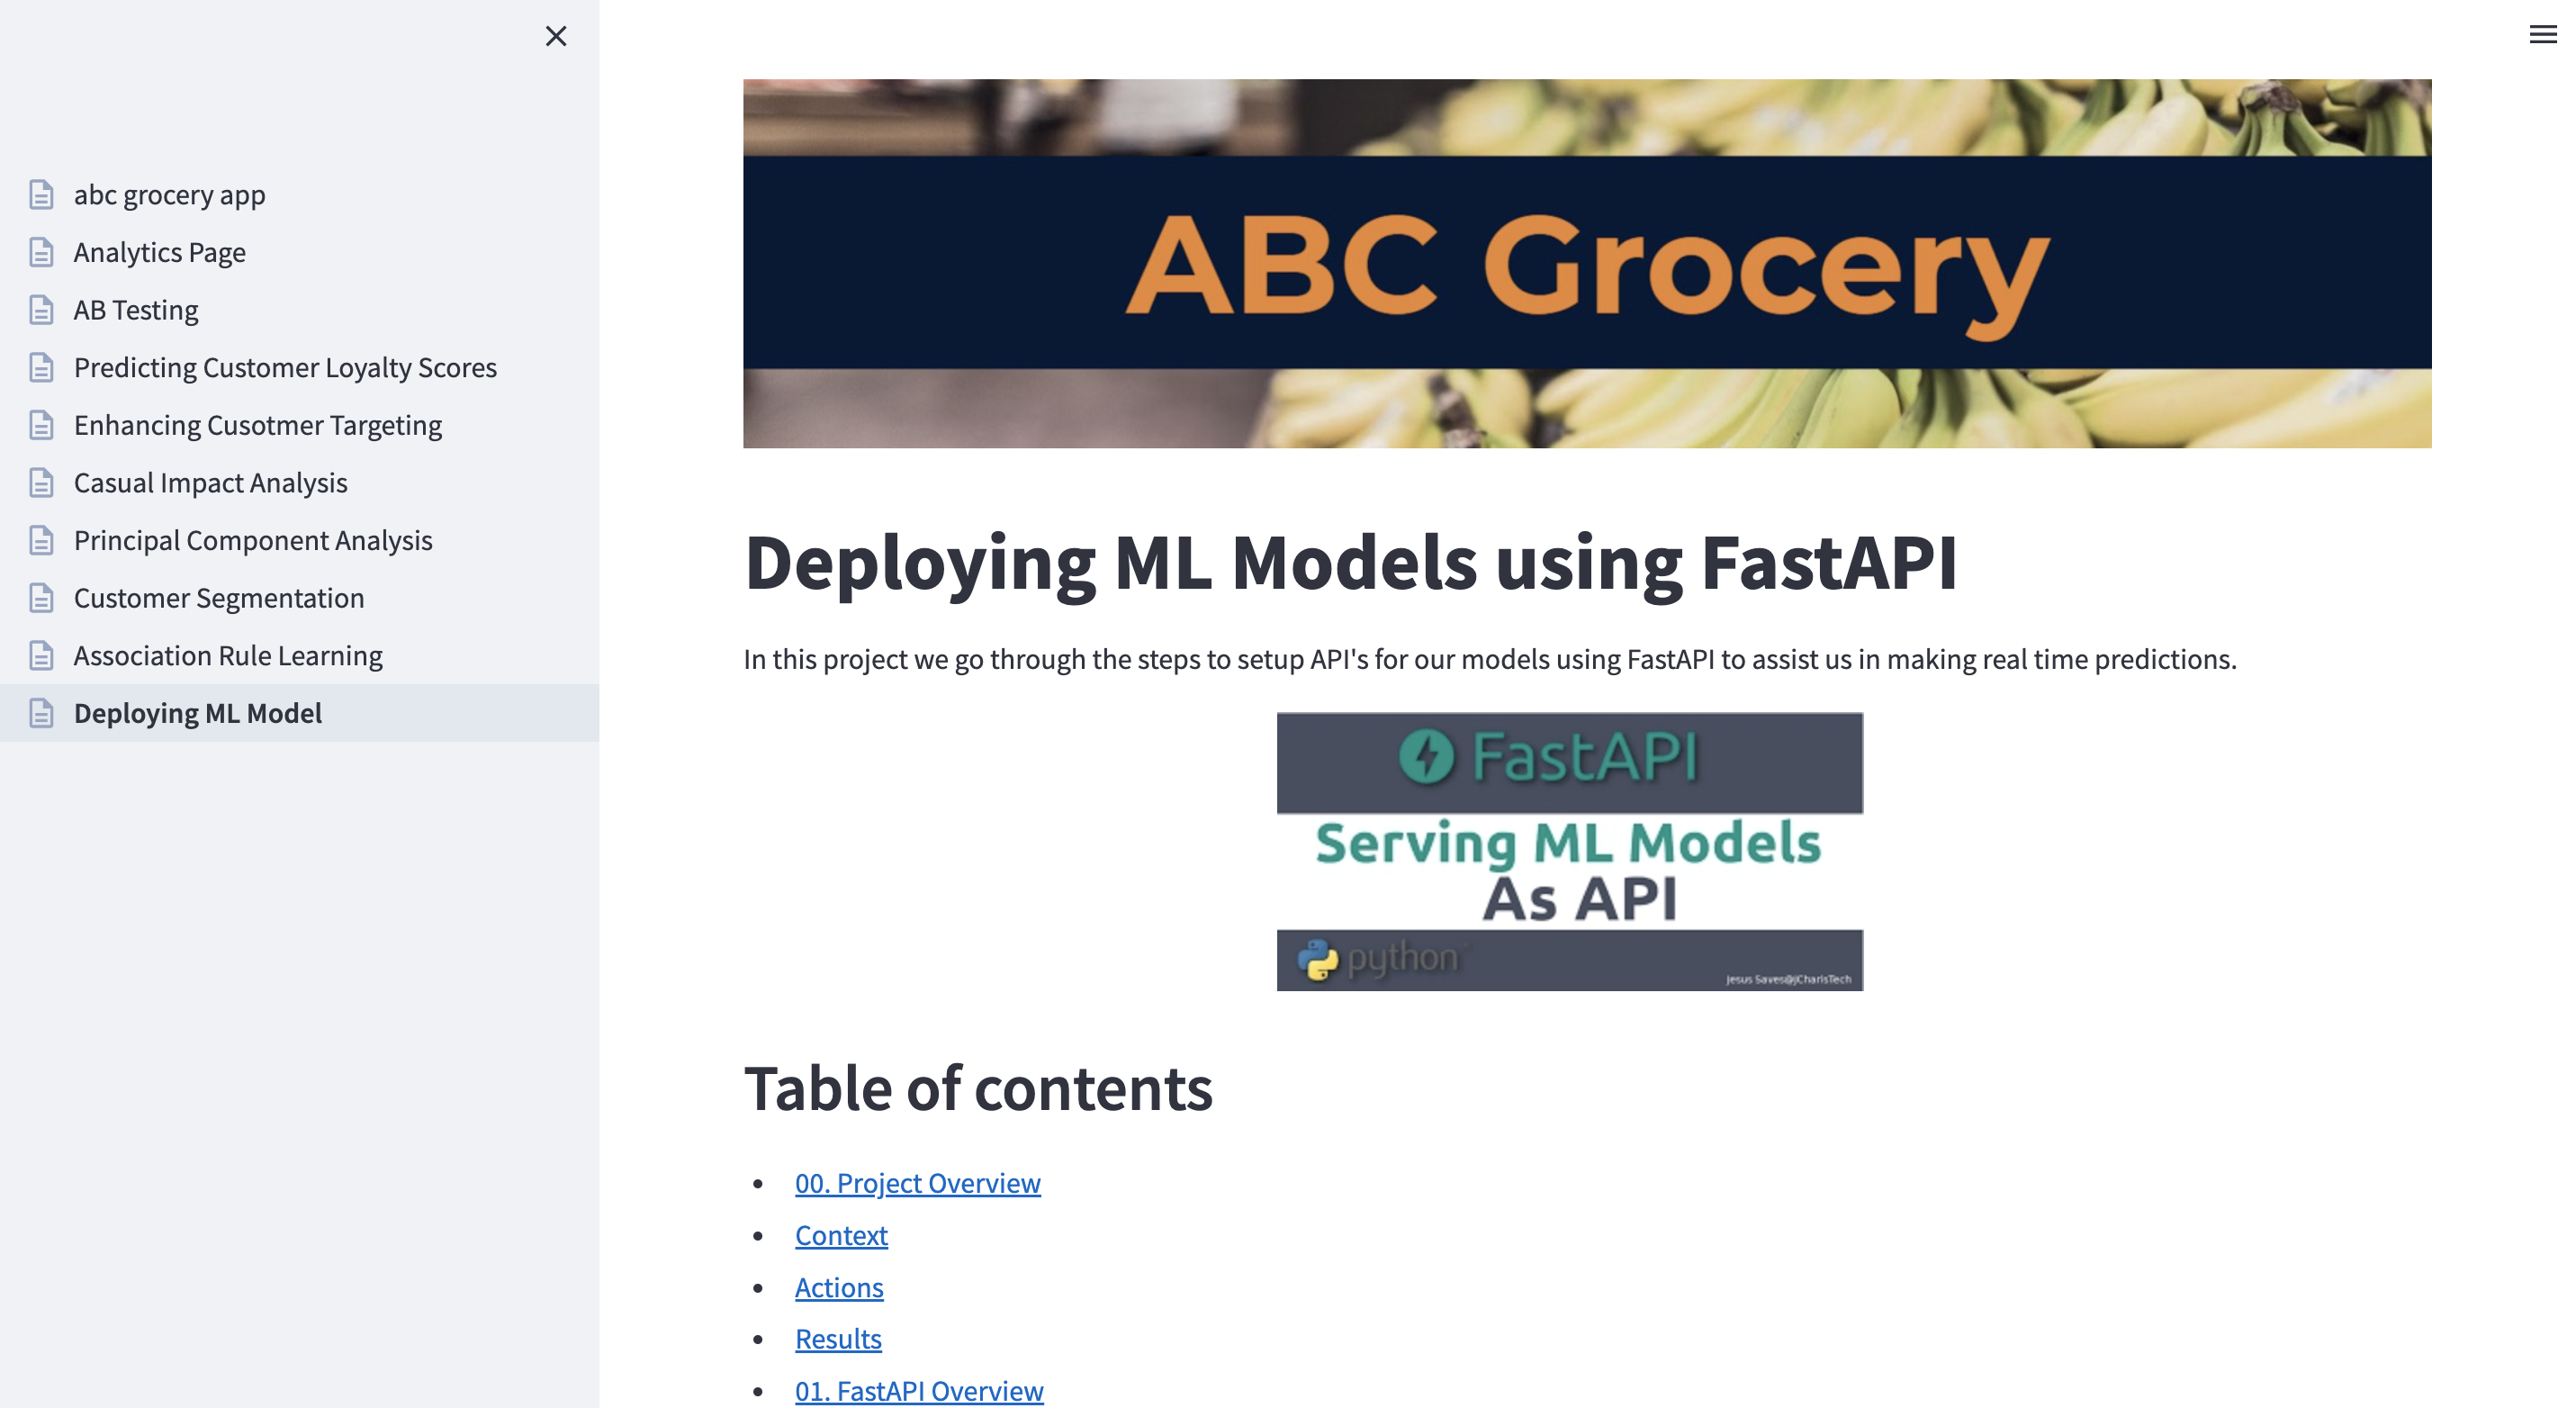 abc grocery app
Analytics Page
AB Testing
Predicting Customer Loyalty Scores
Enhancing Cusotmer Targeting
Casual Impact Analysis
Principal Component Analysis
Customer Segmentation
Association Rule Learning
Deploying ML Model
ABC Grocery
Deploying ML Models using FastAPI
In this project we go through the steps to setup API's for our models using FastAPI to assist us in making real time predictions.
FastAPI
Serving ML Models
As API
python
Jesus Saves@JCharisTech
Table of contents
• 00. Project Overview
• Context
• Actions
• Results
• 01. FastAPI Overview